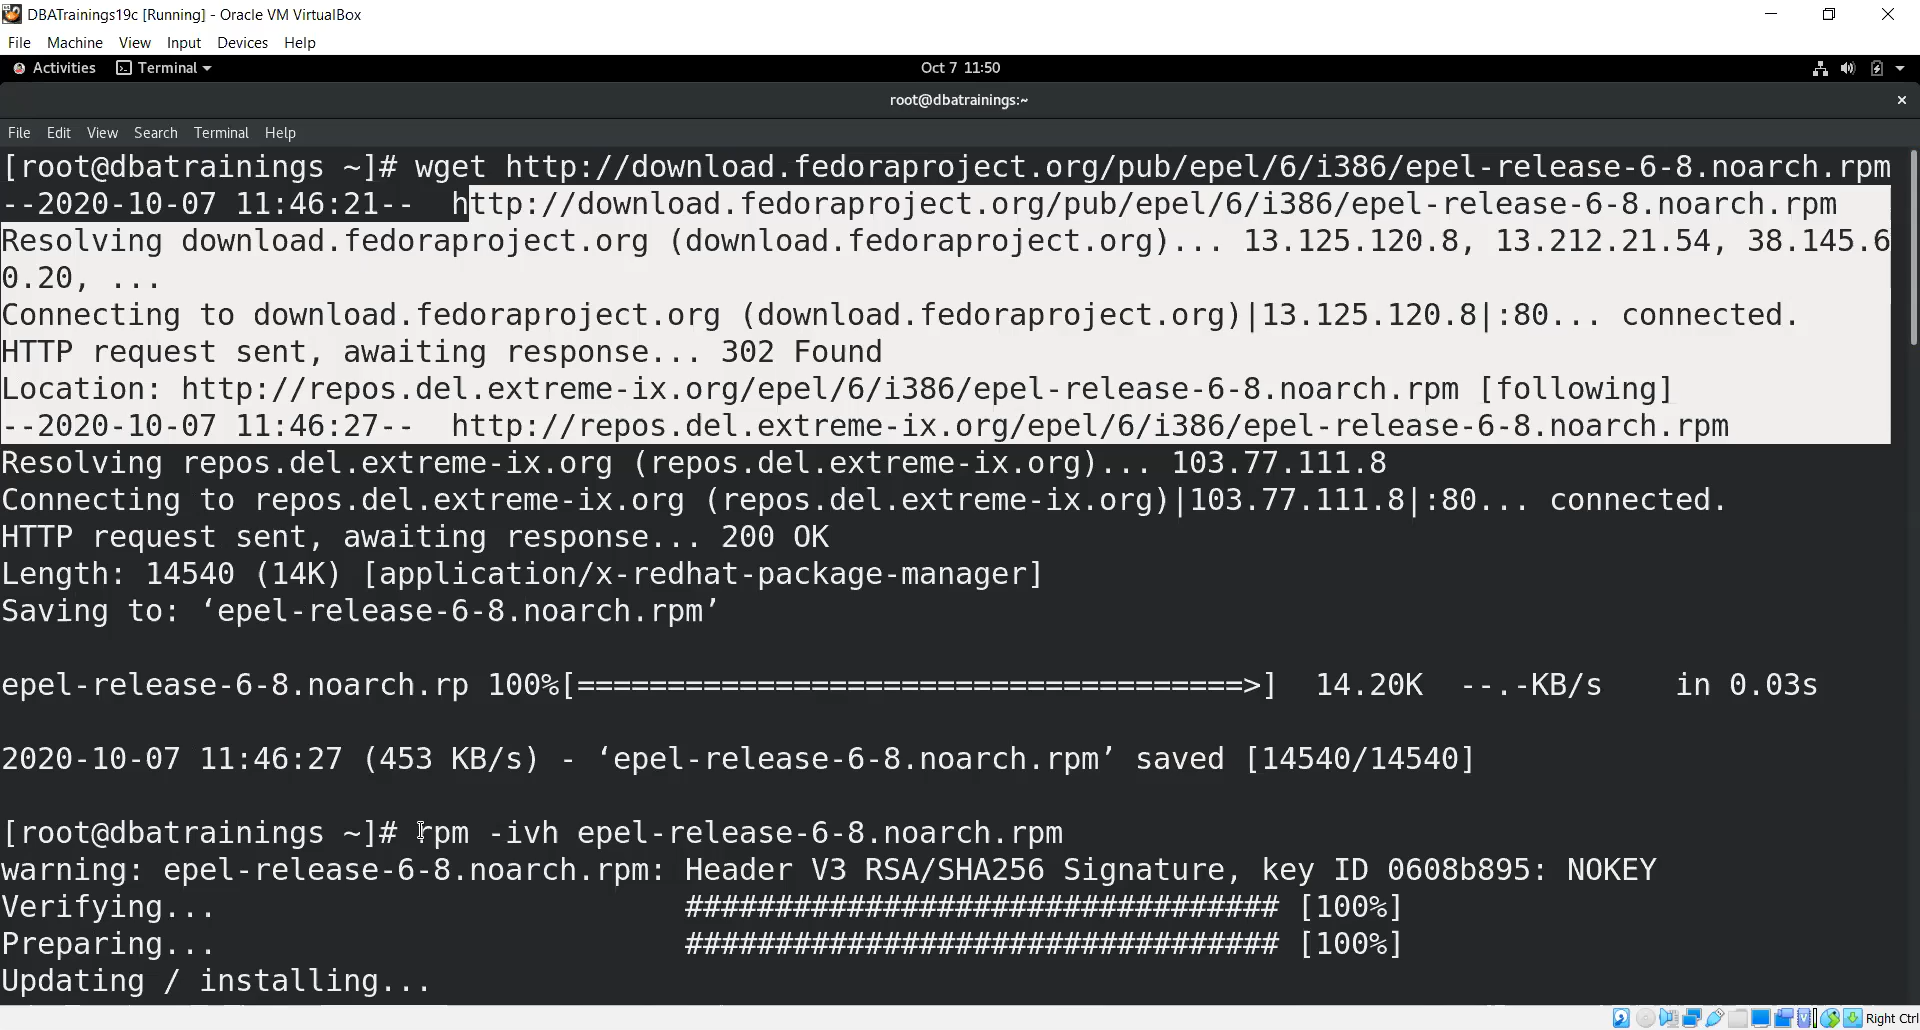 DBATrainings19c [Running] - Oracle VM VirtualBox
File Machine View Input Devices Help
Activities Terminal Oct 7 11:50
root@dbatrainings:~
File Edit View Search Terminal Help
[root@dbatrainings ~]# wget http://download.fedoraproject.org/pub/epel/6/i386/epel-release-6-8.noarch.rpm
--2020-10-07 11:46:21--  http://download.fedoraproject.org/pub/epel/6/i386/epel-release-6-8.noarch.rpm
Resolving download.fedoraproject.org (download.fedoraproject.org)... 13.125.120.8, 13.212.21.54, 38.145.6
0.20, ...
Connecting to download.fedoraproject.org (download.fedoraproject.org)|13.125.120.8|:80... connected.
HTTP request sent, awaiting response... 302 Found
Location: http://repos.del.extreme-ix.org/epel/6/i386/epel-release-6-8.noarch.rpm [following]
--2020-10-07 11:46:27--  http://repos.del.extreme-ix.org/epel/6/i386/epel-release-6-8.noarch.rpm
Resolving repos.del.extreme-ix.org (repos.del.extreme-ix.org)... 103.77.111.8
Connecting to repos.del.extreme-ix.org (repos.del.extreme-ix.org)|103.77.111.8|:80... connected.
HTTP request sent, awaiting response... 200 OK
Length: 14540 (14K) [application/x-redhat-package-manager]
Saving to: ‘epel-release-6-8.noarch.rpm’
epel-release-6-8.noarch.rp 100%[=====================================>]  14.20K  --.-KB/s    in 0.03s
2020-10-07 11:46:27 (453 KB/s) - ‘epel-release-6-8.noarch.rpm’ saved [14540/14540]
[root@dbatrainings ~]# rpm -ivh epel-release-6-8.noarch.rpm
warning: epel-release-6-8.noarch.rpm: Header V3 RSA/SHA256 Signature, key ID 0608b895: NOKEY
Verifying...                          ################################# [100%]
Preparing...                          ################################# [100%]
Updating / installing...
Right Ctrl